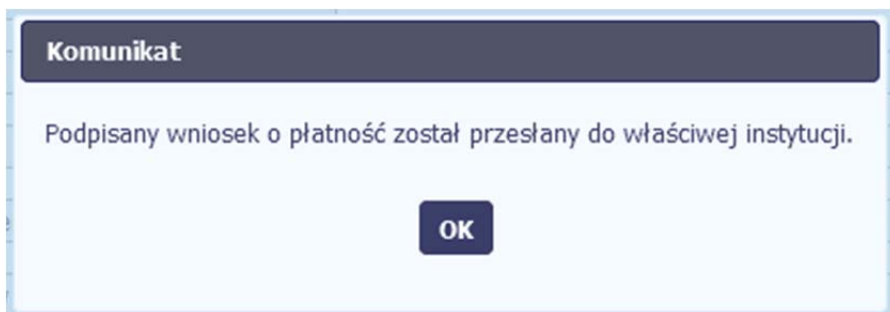 Komunikat
Podpisany wniosek o płatność został przesłany do właściwej instytucji.
OK